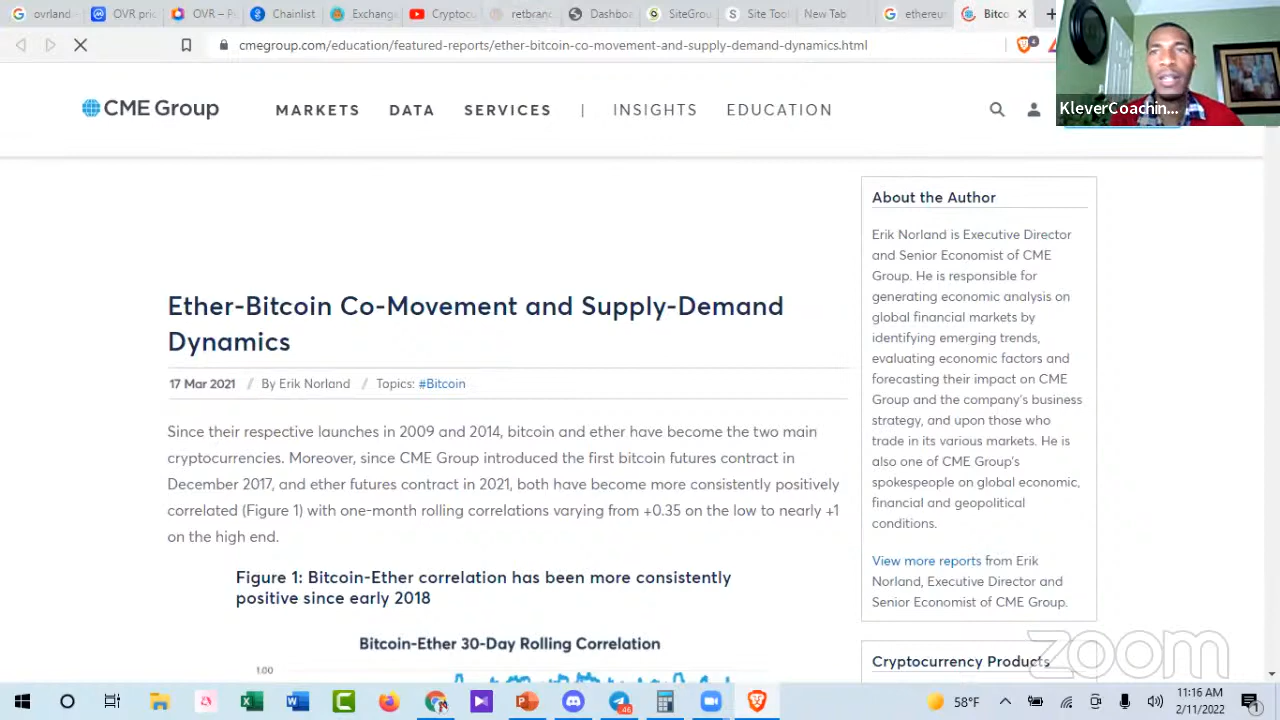 ovrland
OVR pri
Chainlist
Staking
YouTube
Coping
retbranc
Dashboa
SiteGrou
Site Tool
New Tab
ethereur
Bitco
cmegroup.com/education/featured-reports/ether-bitcoin-co-movement-and-supply-demand-dynamics.html
4
KleverCoachin...
CME Group
MARKETS
DATA
SERVICES
|
INSIGHTS
EDUCATION
Ether-Bitcoin Co-Movement and Supply-Demand
Dynamics
17 Mar 2021 // By Erik Norland // Topics: #Bitcoin
Since their respective launches in 2009 and 2014, bitcoin and ether have become the two main
cryptocurrencies. Moreover, since CME Group introduced the first bitcoin futures contract in
December 2017, and ether futures contract in 2021, both have become more consistently positively
correlated (Figure 1) with one-month rolling correlations varying from +0.35 on the low to nearly +1
on the high end.
Figure 1: Bitcoin-Ether correlation has been more consistently
positive since early 2018
Bitcoin-Ether 30-Day Rolling Correlation
1.00
About the Author
Erik Norland is Executive Director
and Senior Economist of CME
Group. He is responsible for
generating economic analysis on
global financial markets by
identifying emerging trends,
evaluating economic factors and
forecasting their impact on CME
Group and the company's business
strategy, and upon those who
trade in its various markets. He is
also one of CME Group's
spokespeople on global economic,
financial and geopolitical
conditions.
View more reports from Erik
Norland, Executive Director and
Senior Economist of CME Group.
Cryptocurrency Products
zoom
58°F
11:16 AM
2/11/2022